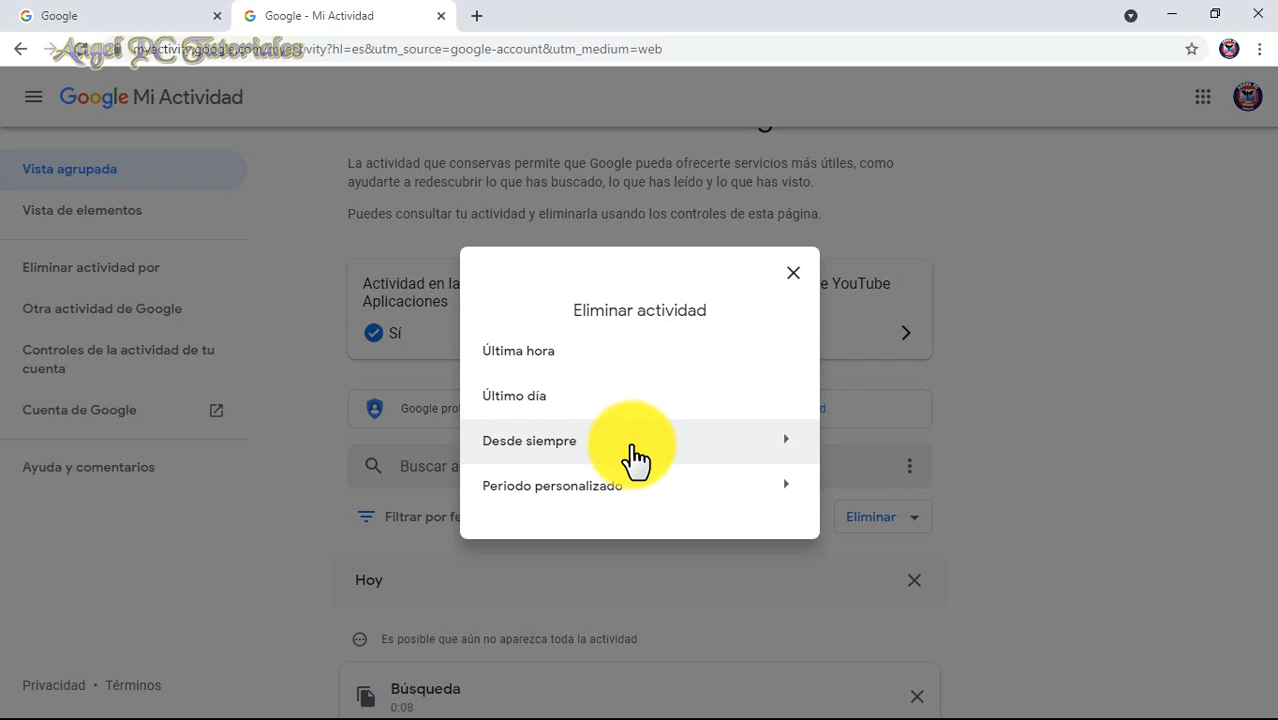 Google
Google - Mi Actividad
Angel PC Tutoriales
myactivity.google.com/myactivity?hl=es&utm_source=google-account&utm_medium=web
Google Mi Actividad
Vista agrupada
Vista de elementos
Eliminar actividad por
Otra actividad de Google
Controles de la actividad de tu
cuenta
Cuenta de Google
Ayuda y comentarios
Privacidad • Términos
La actividad que conservas permite que Google pueda ofrecerte servicios más útiles, como
ayudarte a redescubrir lo que has buscado, lo que has leído y lo que has visto.
Puedes consultar tu actividad y eliminarla usando los controles de esta página.
Actividad en la
Aplicaciones
Sí
e YouTube
Google pro
d
Buscar a
Filtrar por fe
Eliminar
Eliminar actividad
Última hora
Último día
Desde siempre
Periodo personalizado
Hoy
Es posible que aún no aparezca toda la actividad
Búsqueda
0:08